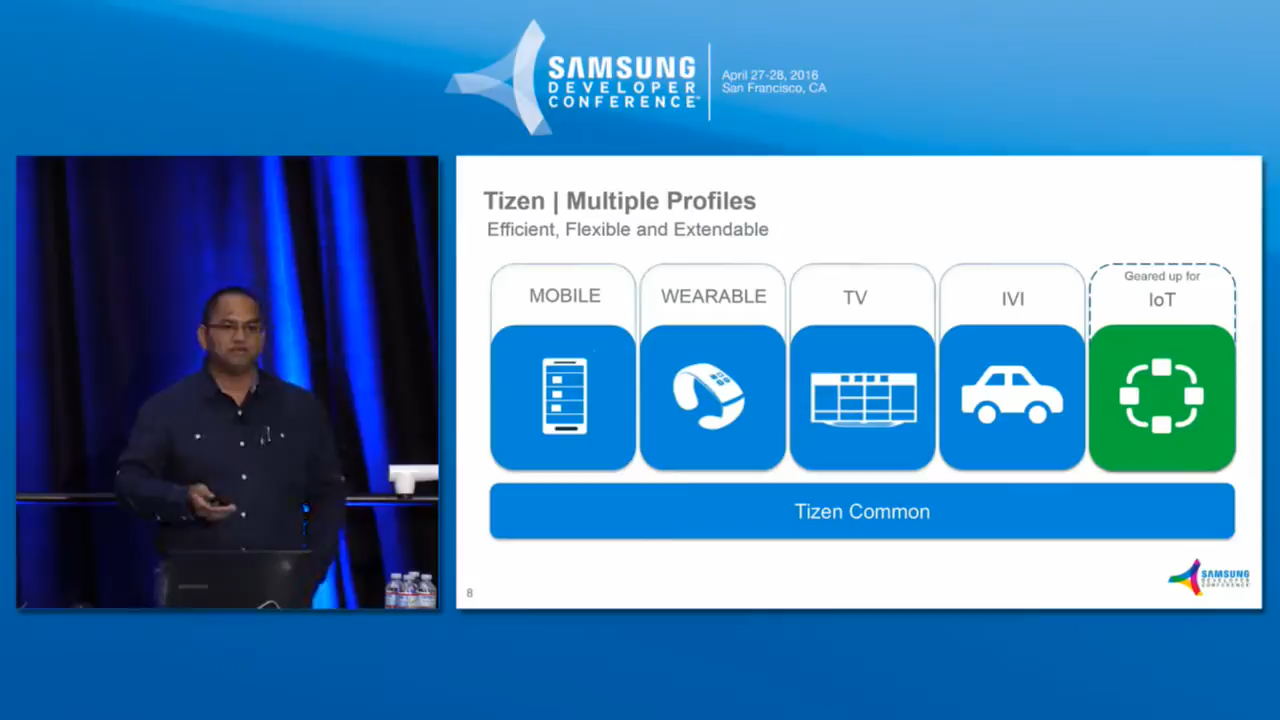 SAMSUNG
DEVELOPER
CONFERENCE
April 27-28, 2016
San Francisco, CA
Tizen | Multiple Profiles
Efficient, Flexible and Extendable
MOBILE
WEARABLE
TV
IVI
Geared up for
IoT
Tizen Common
8
SAMSUNG
DEVELOPER
CONFERENCE